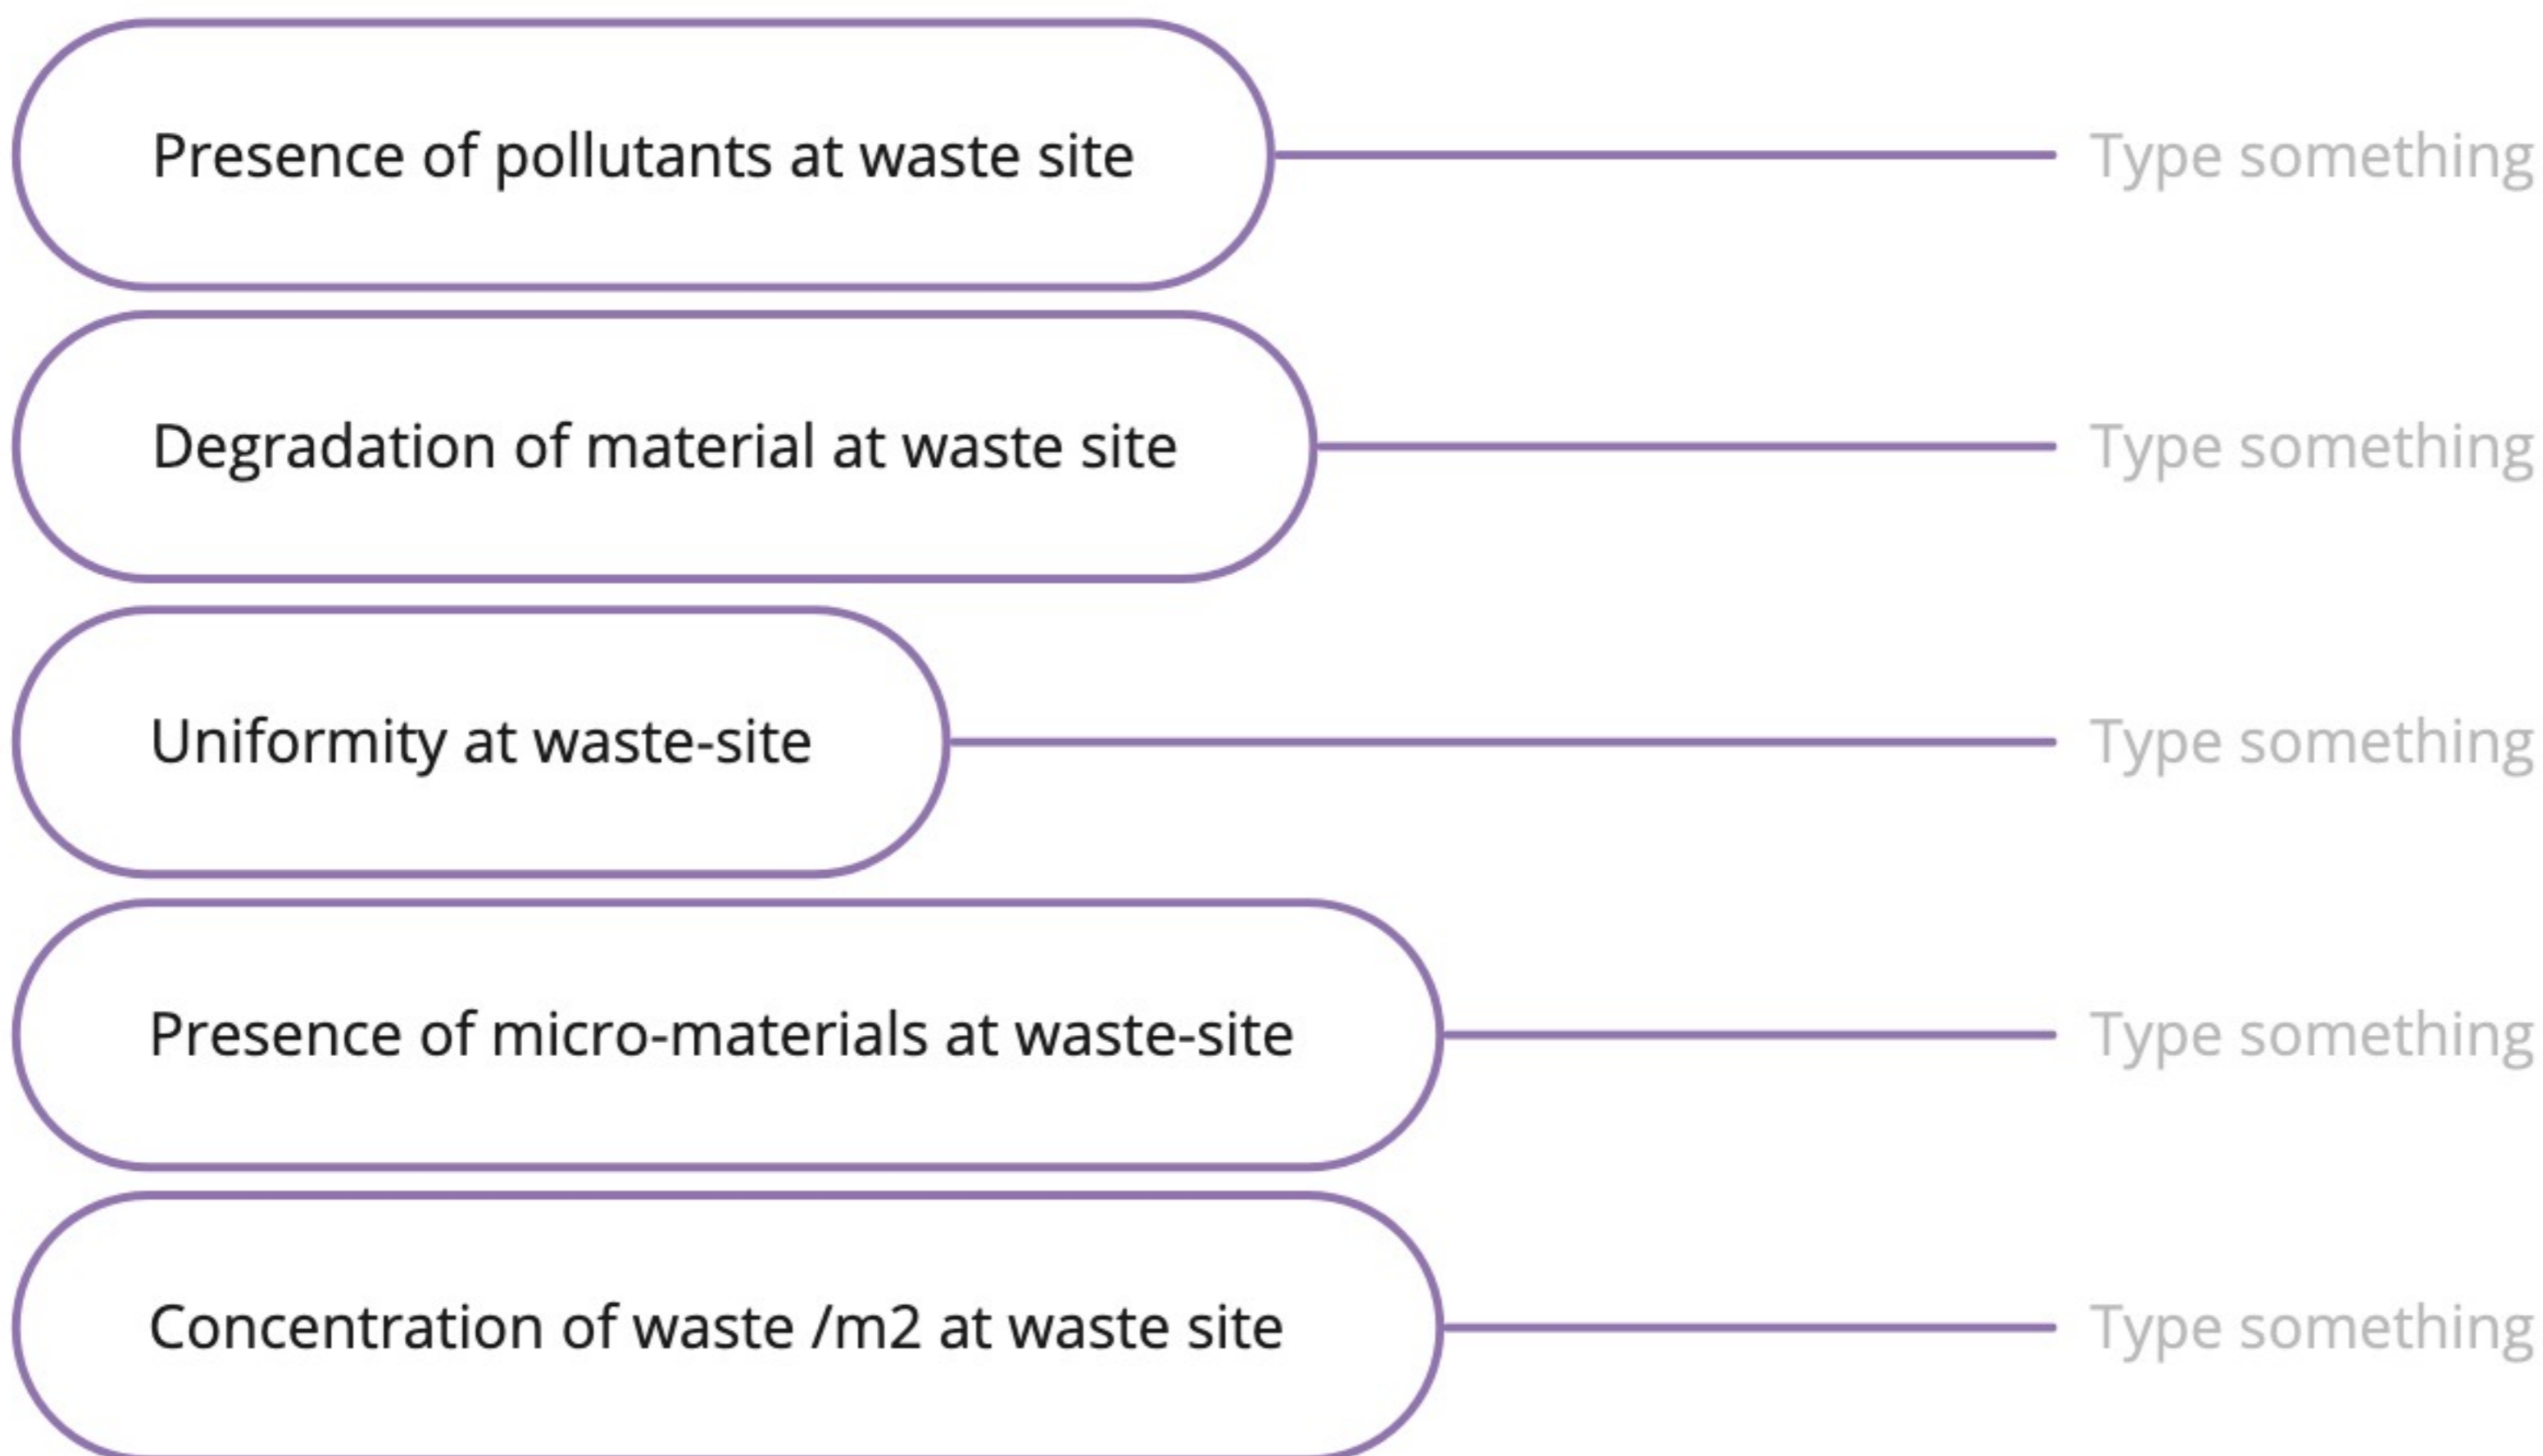 Presence of pollutants at waste site Type something
Degradation of material at waste site Type something
Uniformity at waste-site Type something
Presence of micro-materials at waste-site Type something
Concentration of waste /m2 at waste site Type something